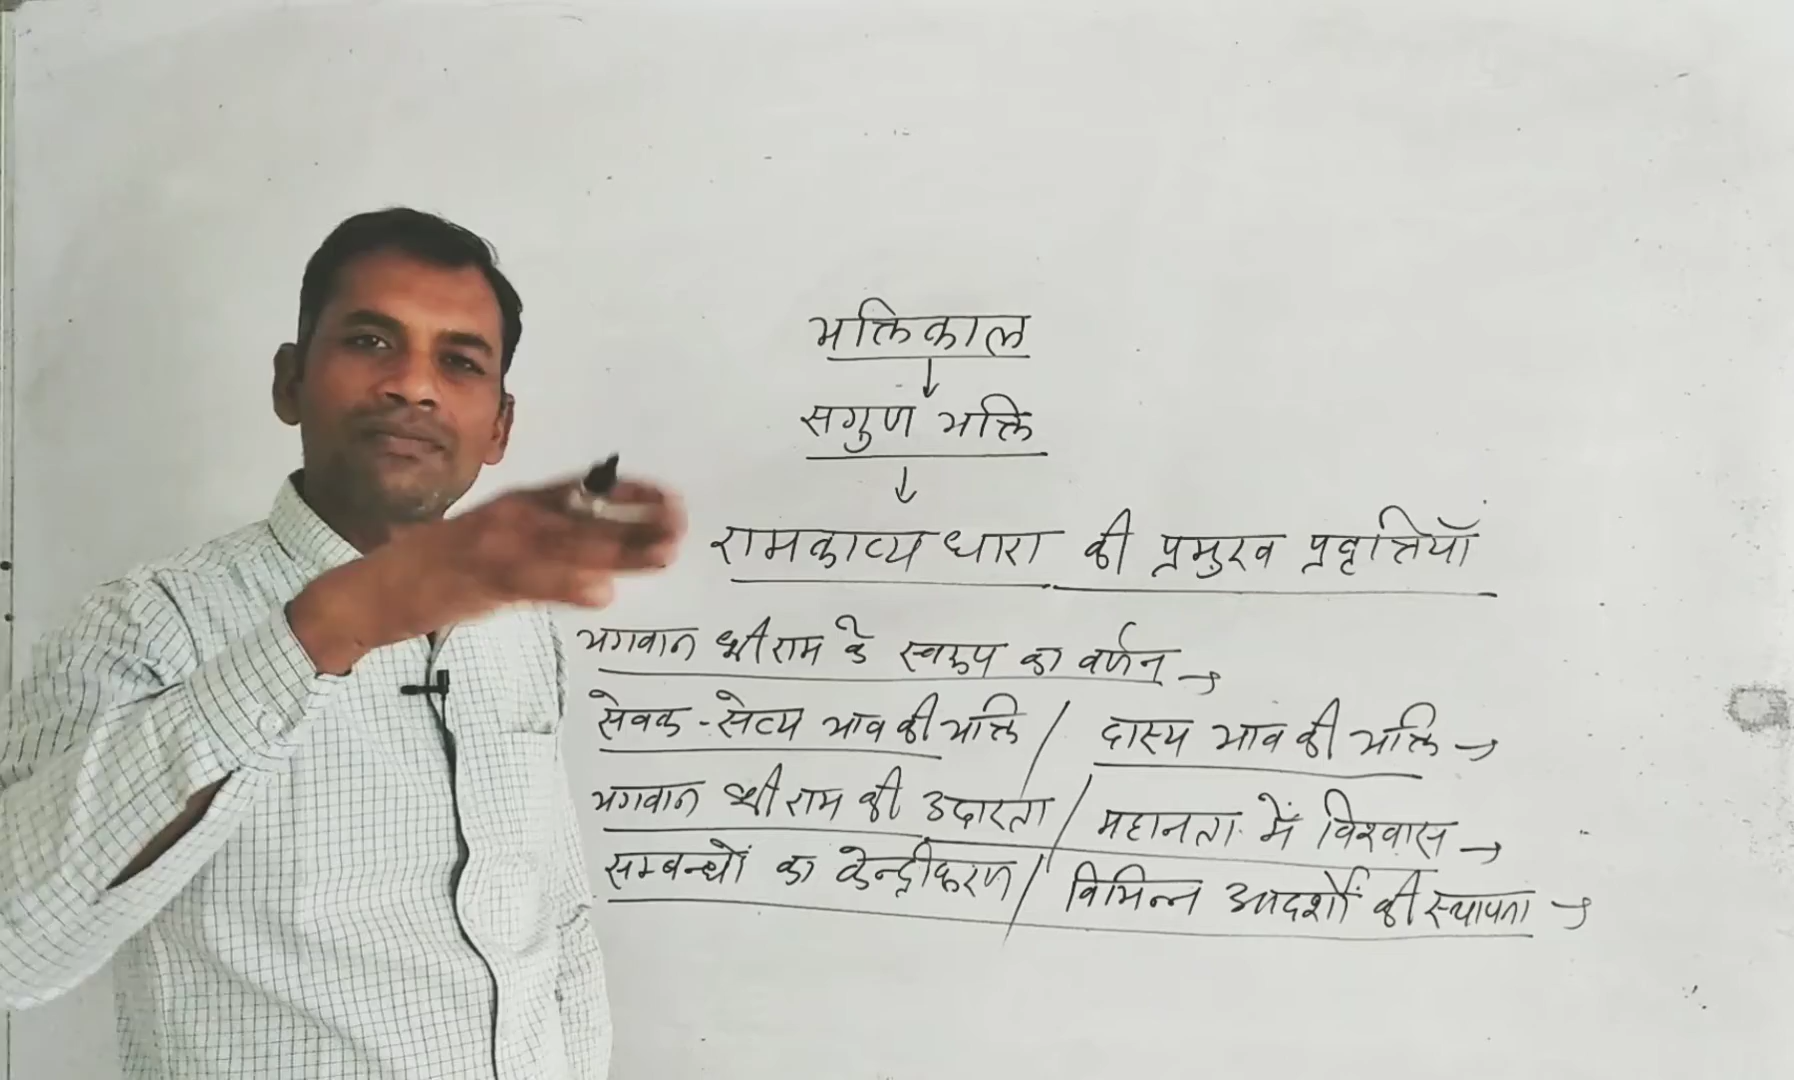 भक्तिकाल
↓
सगुण भक्ति
↓
रामकाव्य धारा की प्रमुख प्रवृत्तियाँ
भगवान श्री राम के स्वरूप का वर्णन →
सेवक - सेव्य भाव की भक्ति / दास्य भाव की भक्ति →
भगवान श्री राम की उदारता / महानता में विश्वास →
सम्बन्धों का केन्द्रीकरण / विभिन्न आदर्शों की स्थापना →